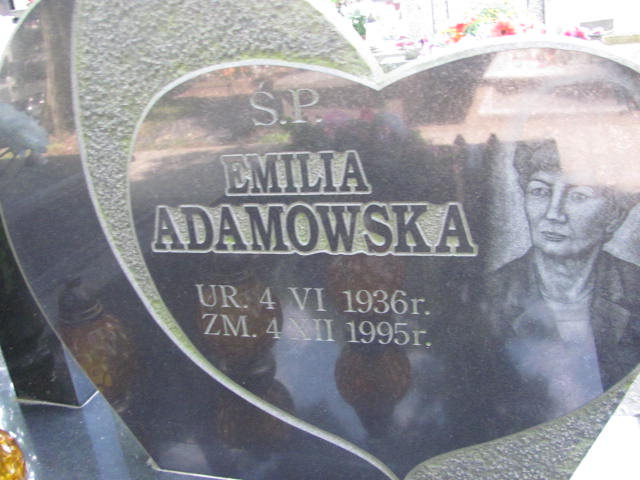 Ś.P.
EMILIA
ADAMOWSKA
UR. 4 VI 1936r.
ZM. 4 XII 1995r.